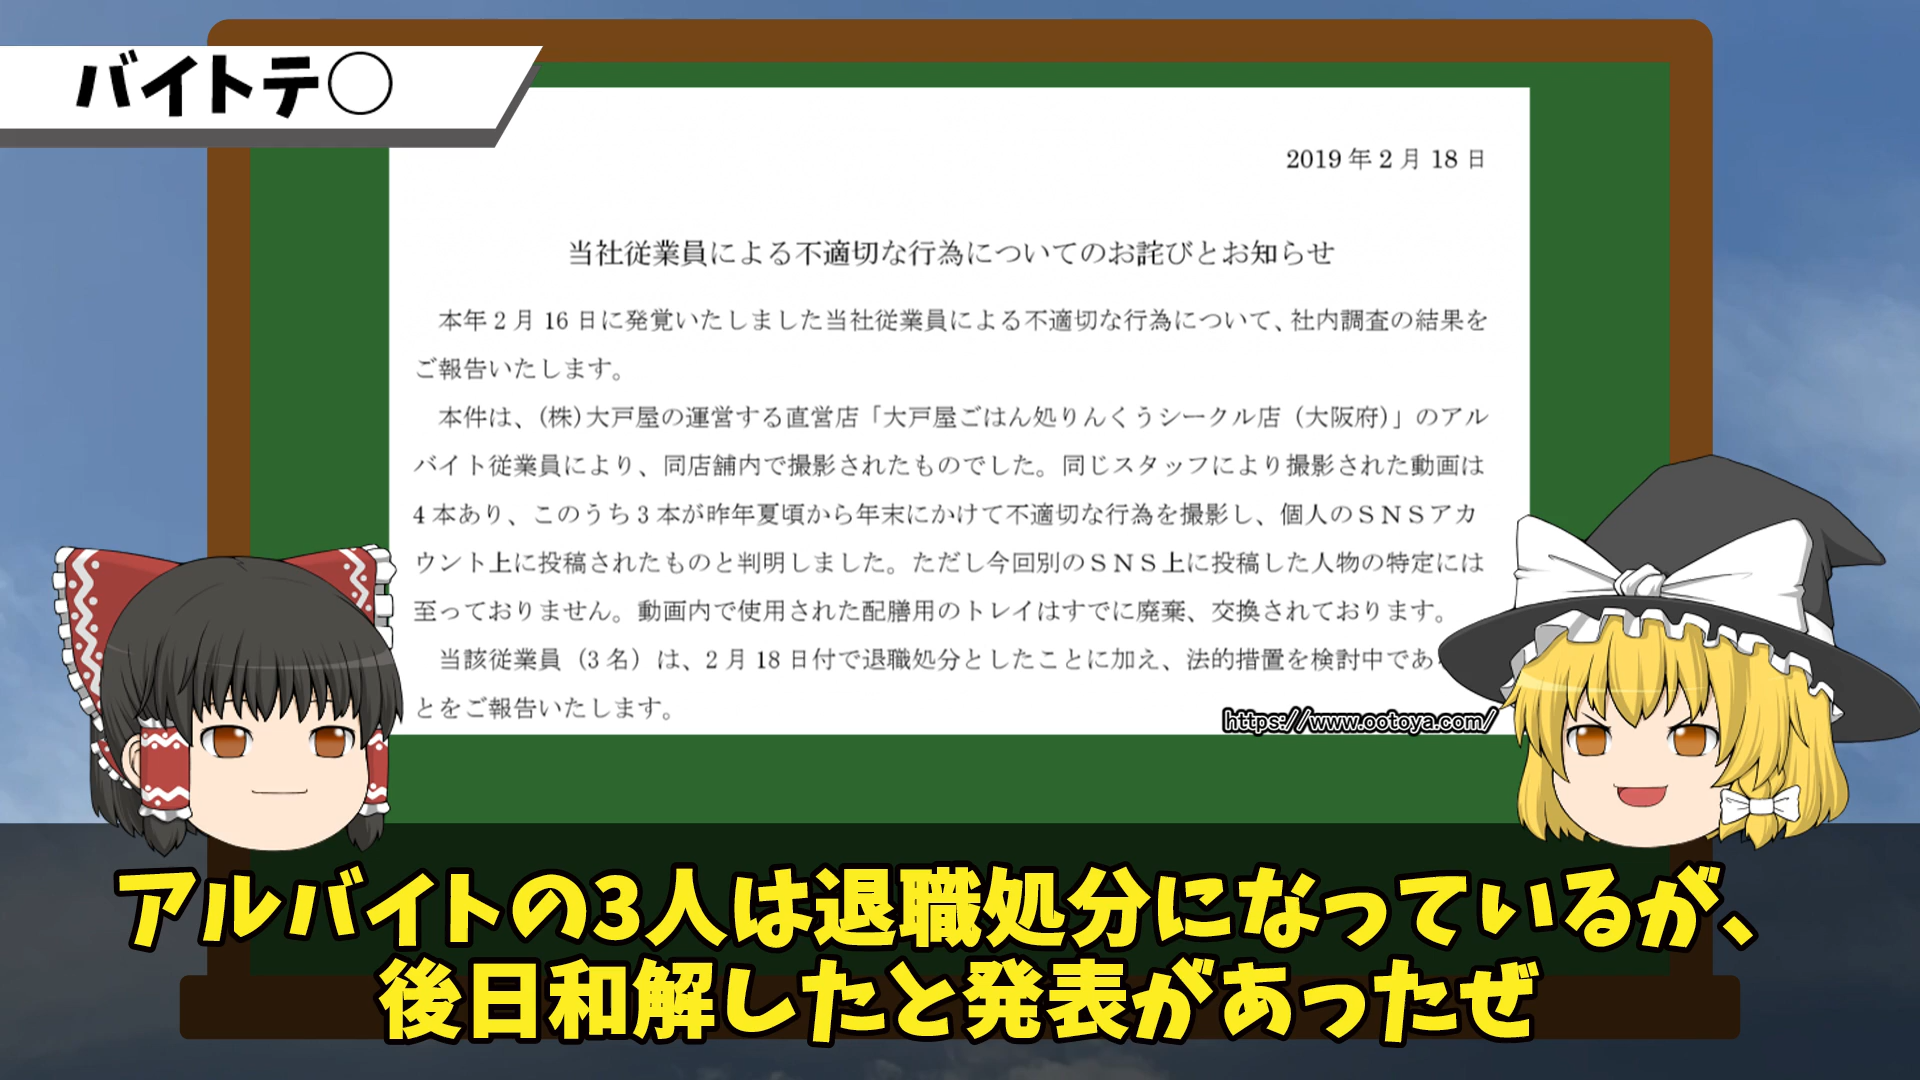 バイトテ〇
2019年2月18日
当社従業員による不適切な行為についてのお詫びとお知らせ
本年2月16日に発覚いたしました当社従業員による不適切な行為について、社内調査の結果を
ご報告いたします。
本件は、(株)大戸屋の運営する直営店「大戸屋ごはん処りんくうシークル店（大阪府）」のアル
バイト従業員により、同店舗内で撮影されたものでした。同じスタッフにより撮影された動画は
4本あり、このうち3本が昨年夏頃から年末にかけて不適切な行為を撮影し、個人のＳＮＳアカ
ウント上に投稿されたものと判明しました。ただし今回別のＳＮＳ上に投稿した人物の特定には
至っておりません。動画内で使用された配膳用のトレイはすでに廃棄、交換されております。
当該従業員（3名）は、2月18日付で退職処分としたことに加え、法的措置を検討中であ
とをご報告いたします。
https://www.ootoya.com/
アルバイトの3人は退職処分になっているが、
後日和解したと発表があったぜ